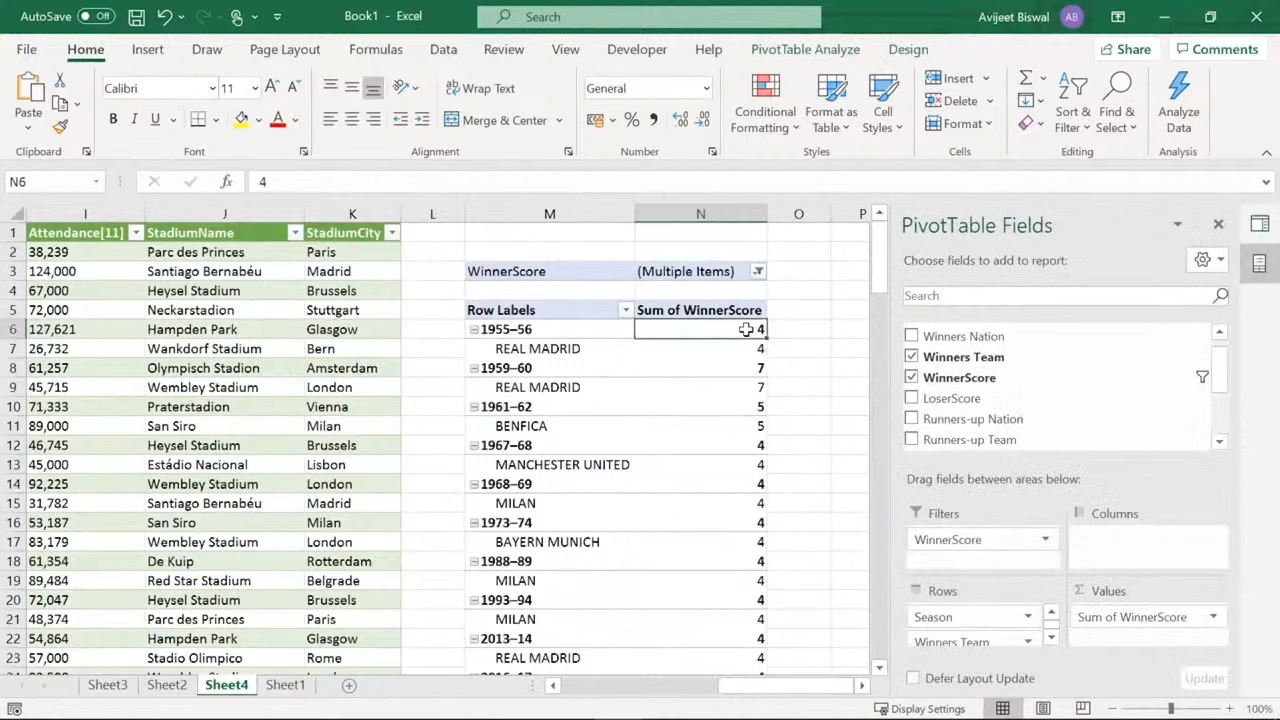 AutoSave Off Book1 - Excel Search Avijeet Biswal AB
File Home Insert Draw Page Layout Formulas Data Review View Developer Help PivotTable Analyze Design Share Comments
Paste Calibri 11 Wrap Text General Conditional Formatting Format as Table Cell Styles Insert Sort & Filter Find & Select Analyze Data
Merge & Center Delete
Format
Clipboard Font Alignment Number Styles Cells Editing Analysis
N6 fx 4
I J K L M N O P
1 Attendance[11] StadiumName StadiumCity
2 38,239 Parc des Princes Paris
3 124,000 Santiago Bernabéu Madrid WinnerScore (Multiple Items)
4 67,000 Heysel Stadium Brussels
5 72,000 Neckarstadion Stuttgart Row Labels Sum of WinnerScore
6 127,621 Hampden Park Glasgow 1955–56 4
7 26,732 Wankdorf Stadium Bern REAL MADRID 4
8 61,257 Olympisch Stadion Amsterdam 1959–60 7
9 45,715 Wembley Stadium London REAL MADRID 7
10 71,333 Praterstadion Vienna 1961–62 5
11 89,000 San Siro Milan BENFICA 5
12 46,745 Heysel Stadium Brussels 1967–68 4
13 45,000 Estádio Nacional Lisbon MANCHESTER UNITED 4
14 92,225 Wembley Stadium London 1968–69 4
15 31,782 Santiago Bernabéu Madrid MILAN 4
16 53,187 San Siro Milan 1973–74 4
17 83,179 Wembley Stadium London BAYERN MUNICH 4
18 61,354 De Kuip Rotterdam 1988–89 4
19 89,484 Red Star Stadium Belgrade MILAN 4
20 72,047 Heysel Stadium Brussels 1993–94 4
21 48,374 Parc des Princes Paris MILAN 4
22 54,864 Hampden Park Glasgow 2013–14 4
23 57,000 Stadio Olimpico Rome REAL MADRID 4
PivotTable Fields
Choose fields to add to report:
Search
Winners Nation
Winners Team
WinnerScore
LoserScore
Runners-up Nation
Runners-up Team
Drag fields between areas below:
Filters Columns
WinnerScore
Rows Σ Values
Season Sum of WinnerScore
Winners Team
Defer Layout Update Update
Sheet3 Sheet2 Sheet4 Sheet1
Display Settings 100%